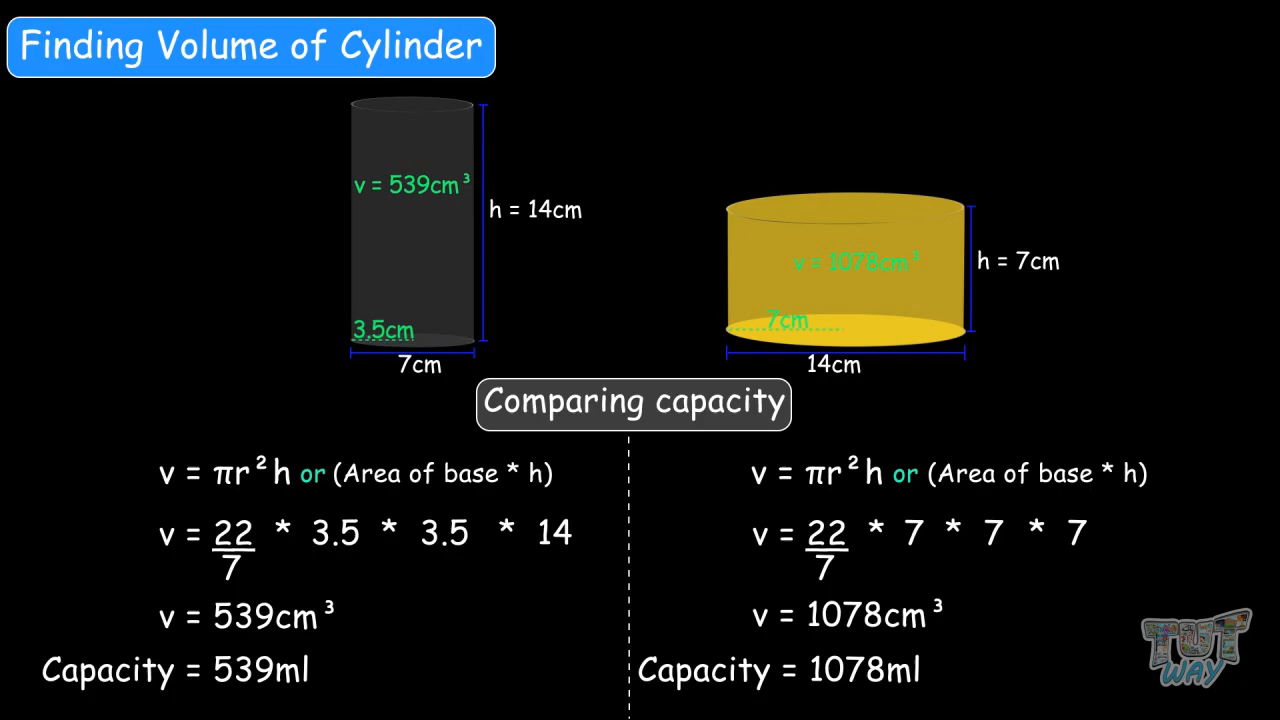 Finding Volume of Cylinder
v = 539cm³
h = 14cm
3.5cm
7cm
v = 1078cm³
h = 7cm
7cm
14cm
Comparing capacity
v = πr²h or (Area of base * h)
v = 22/7 * 3.5 * 3.5 * 14
v = 539cm³
Capacity = 539ml
v = πr²h or (Area of base * h)
v = 22/7 * 7 * 7 * 7
v = 1078cm³
Capacity = 1078ml
TUT
WAY